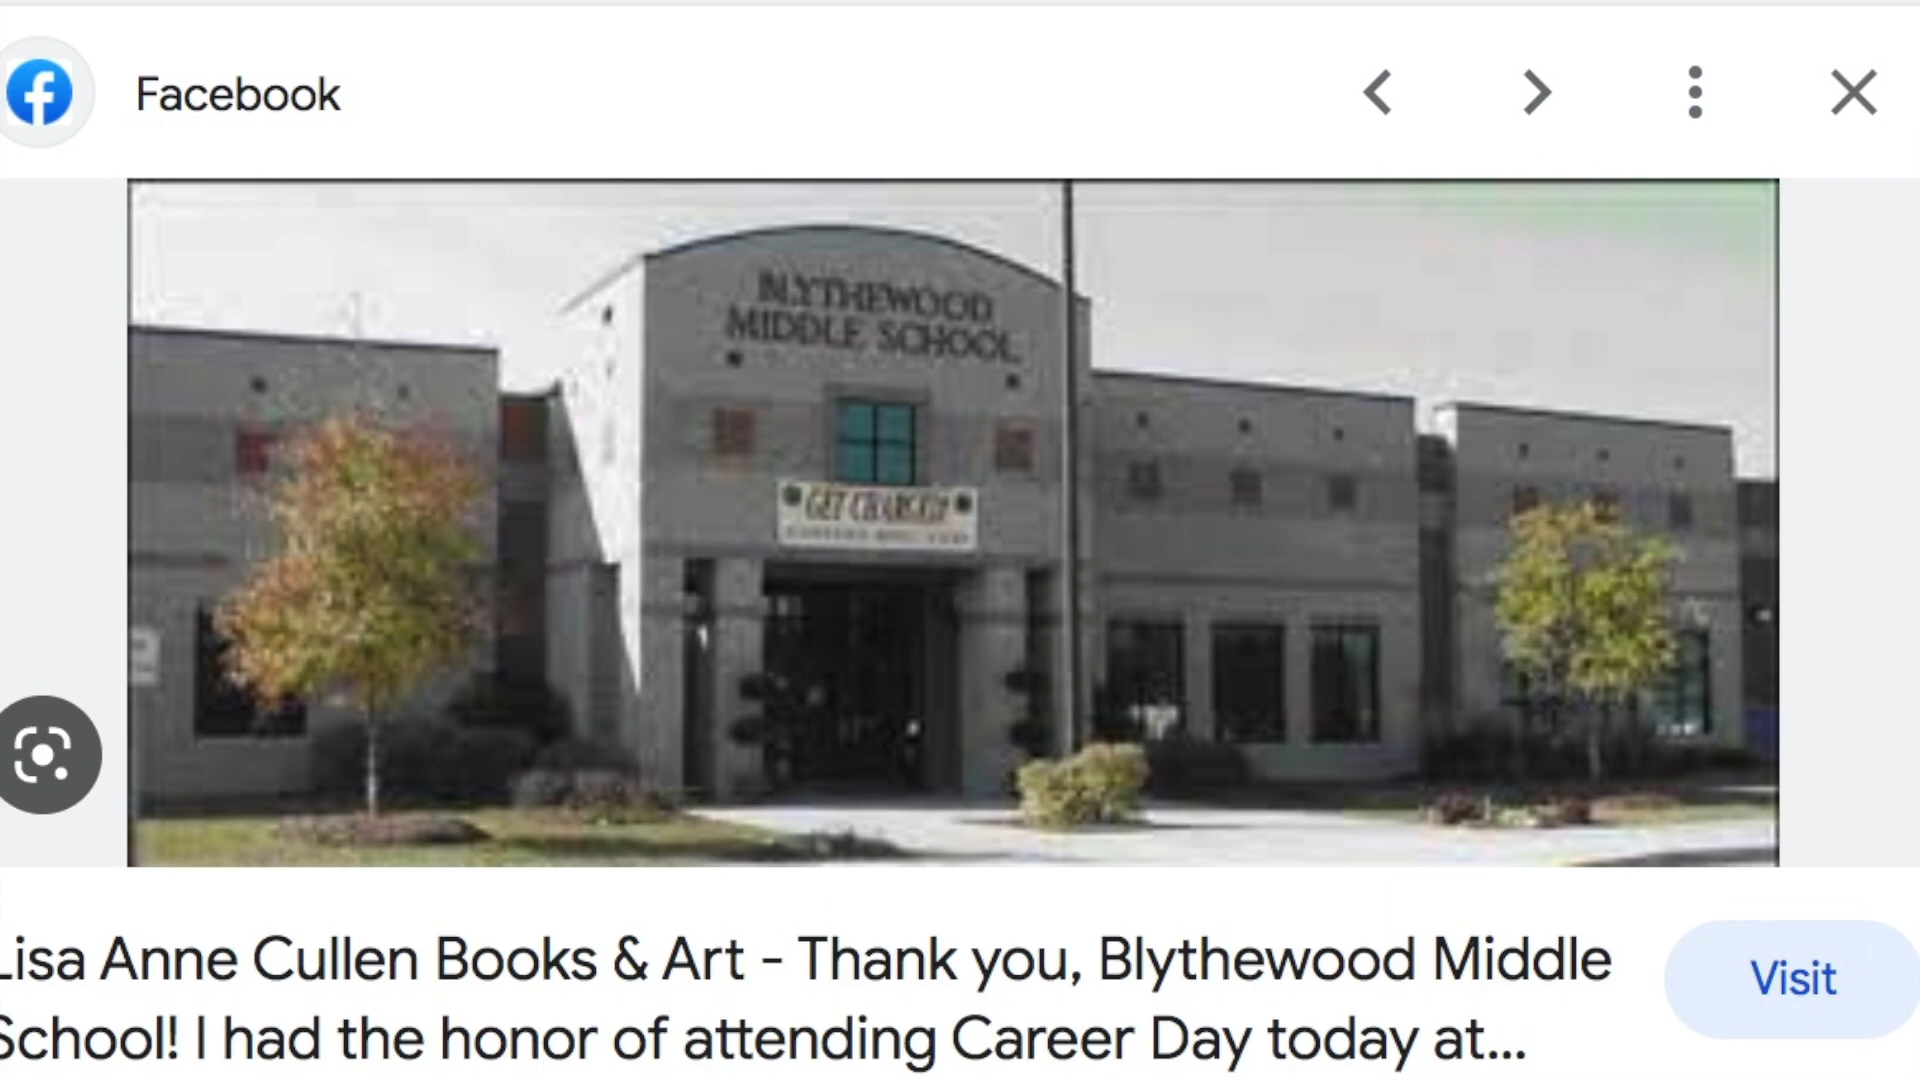 Facebook
BLYTHEWOOD
MIDDLE SCHOOL
GET CHARGED!
Lisa Anne Cullen Books & Art - Thank you, Blythewood Middle
School! I had the honor of attending Career Day today at...
Visit